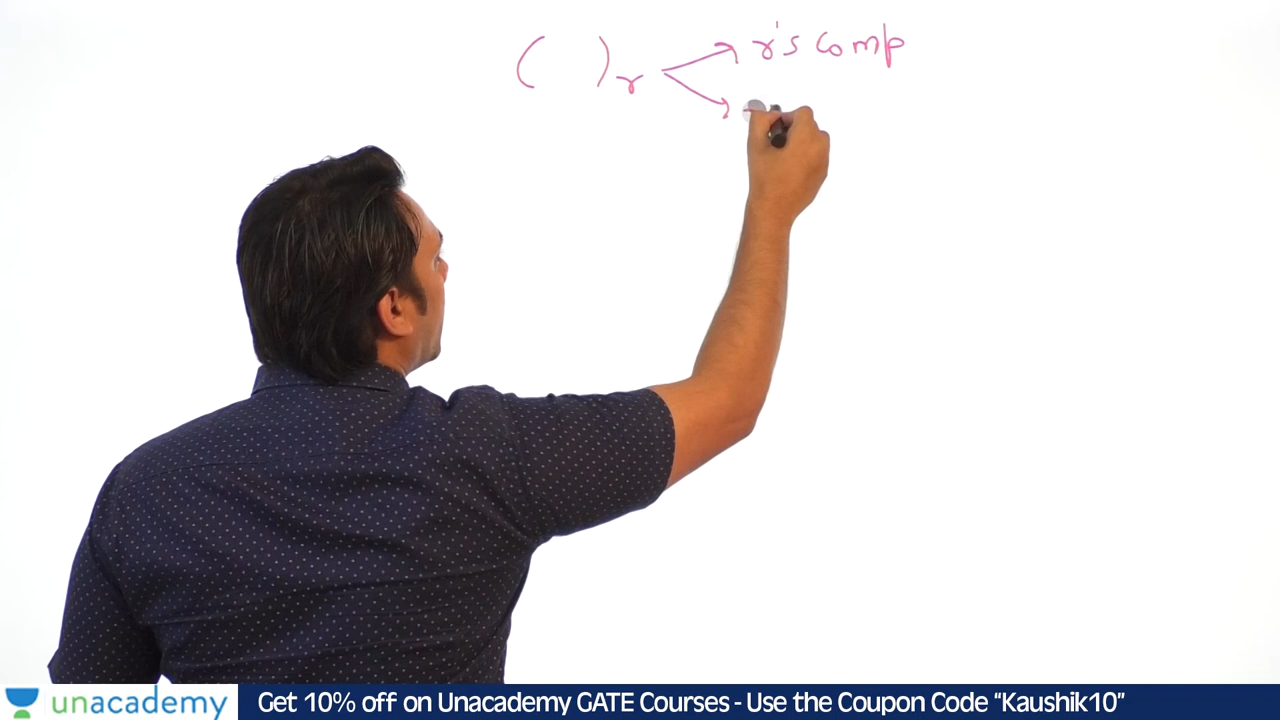 ( )r r's comp
unacademy
Get 10% off on Unacademy GATE Courses - Use the Coupon Code "Kaushik10"